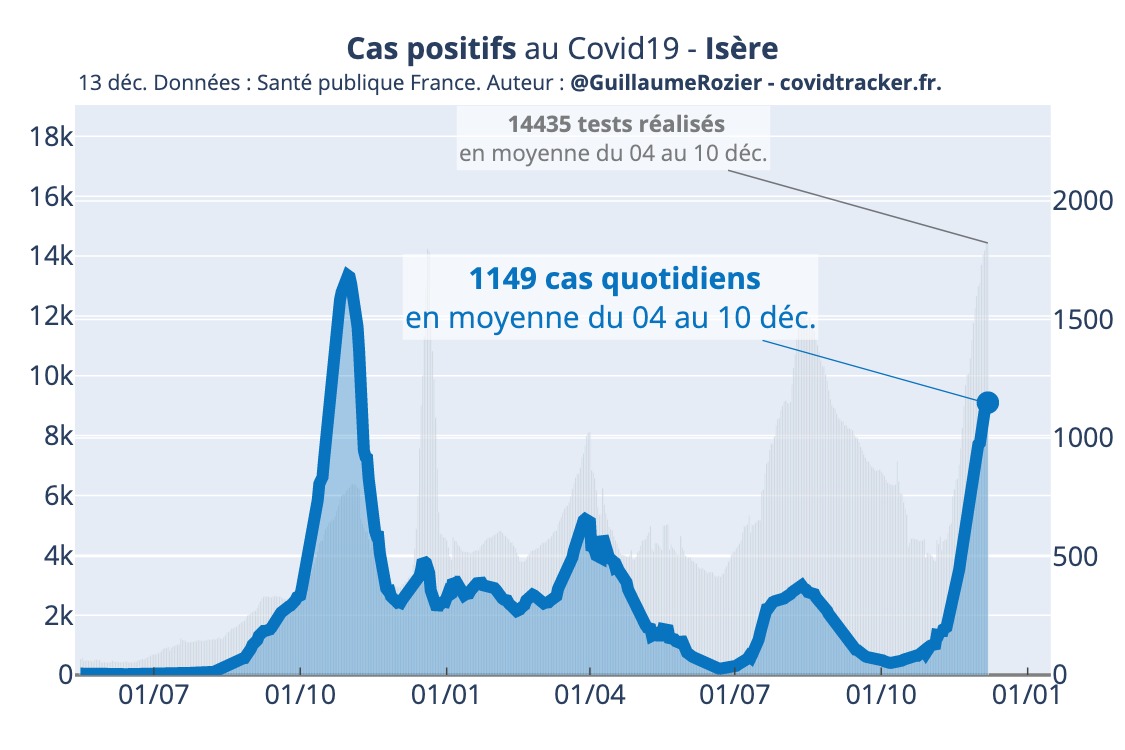 Cas positifs au Covid19 - Isère
13 déc. Données : Santé publique France. Auteur : @GuillaumeRozier - covidtracker.fr.
14435 tests réalisés
en moyenne du 04 au 10 déc.
1149 cas quotidiens
en moyenne du 04 au 10 déc.
18k
16k
14k
12k
10k
8k
6k
4k
2k
0
2000
1500
1000
500
0
01/07
01/10
01/01
01/04
01/07
01/10
01/01